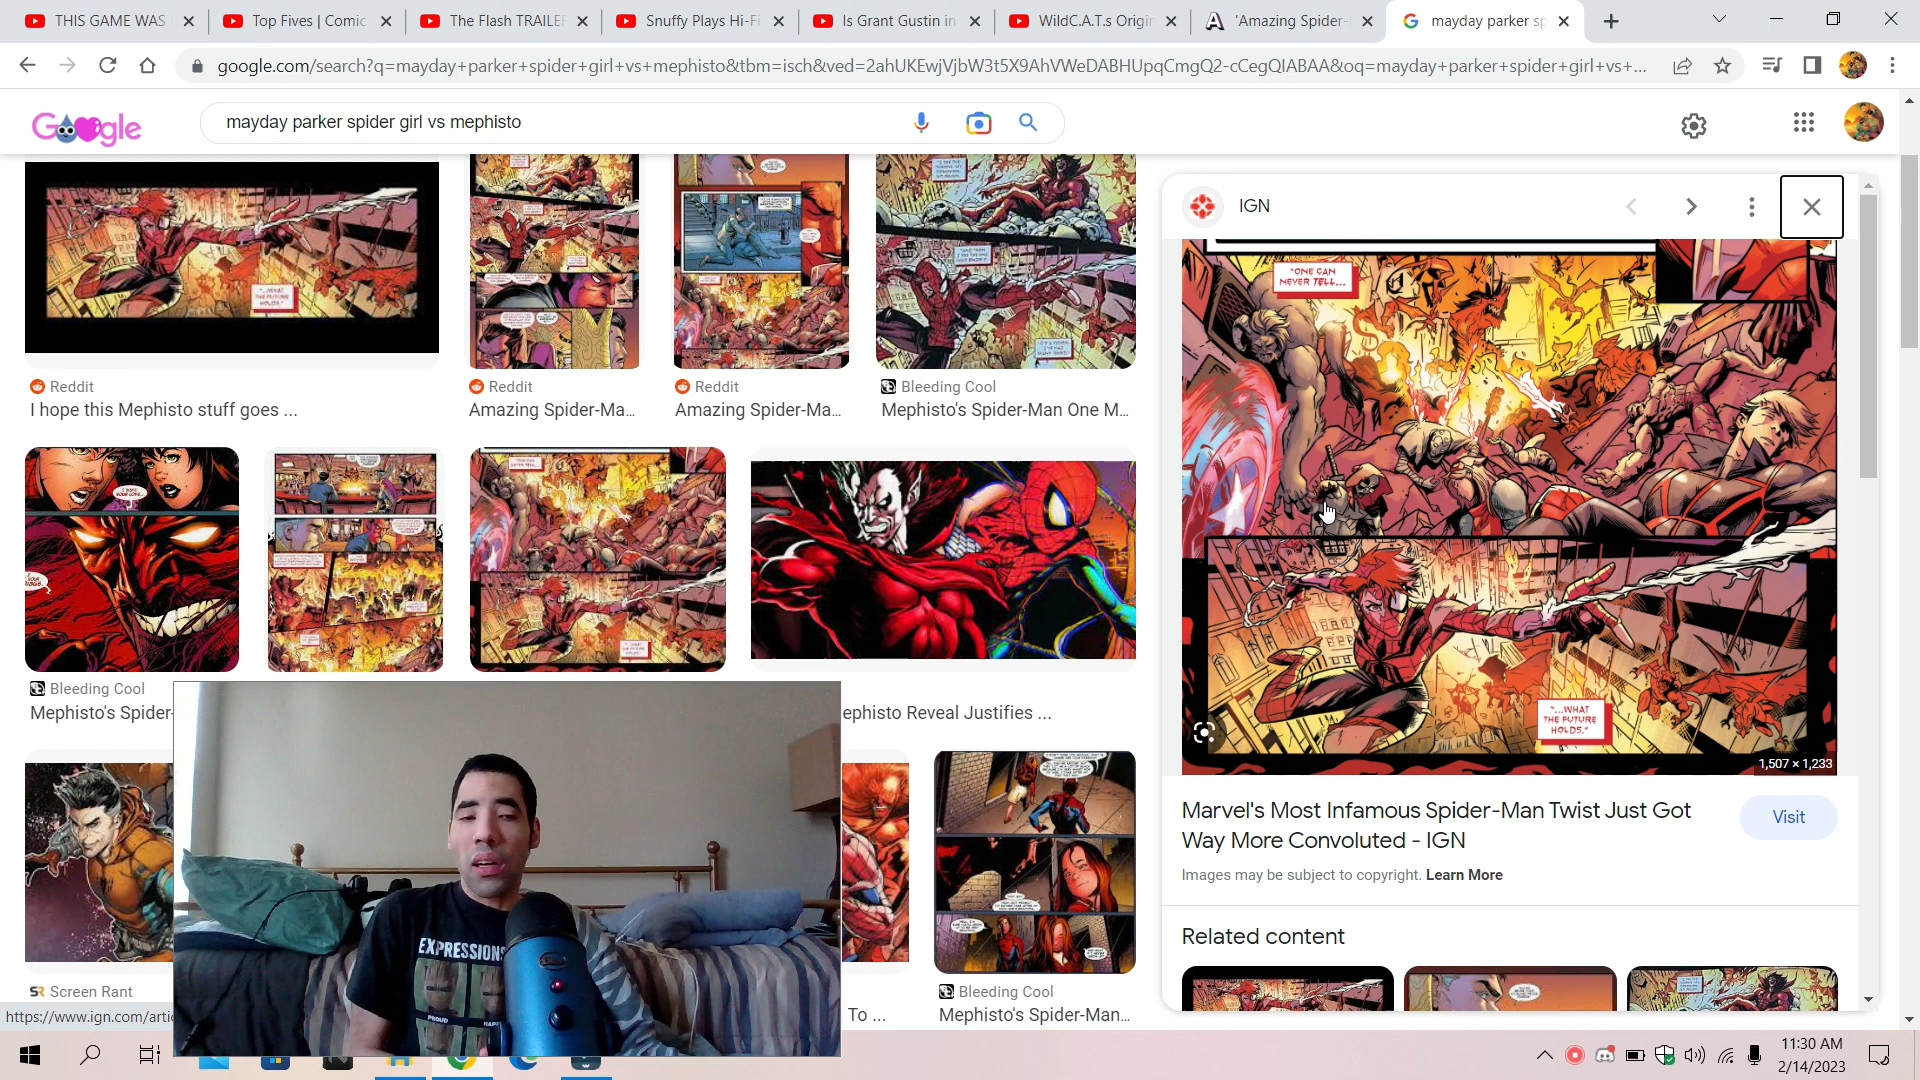 THIS GAME WAS
Top Fives | Comic
The Flash TRAILER
Snuffy Plays Hi-Fi
Is Grant Gustin in
WildC.A.T.s Origin
'Amazing Spider-
mayday parker sp
google.com/search?q=mayday+parker+spider+girl+vs+mephisto&tbm=isch&ved=2ahUKEwjVjbW3t5X9AhVWeDABHUpqCmgQ2-cCegQIABAA&oq=mayday+parker+spider+girl+vs+...
Google
mayday parker spider girl vs mephisto
IGN
"ONE CAN
NEVER TELL...
"...WHAT
THE FUTURE
HOLDS."
1,507 × 1,233
Marvel's Most Infamous Spider-Man Twist Just Got
Way More Convoluted - IGN
Visit
Images may be subject to copyright. Learn More
Related content
Reddit
I hope this Mephisto stuff goes ...
Reddit
Amazing Spider-Ma...
Reddit
Amazing Spider-Ma...
Bleeding Cool
Mephisto's Spider-Man One M...
Bleeding Cool
Mephisto's Spider-
ephisto Reveal Justifies ...
Screen Rant
To ...
Bleeding Cool
Mephisto's Spider-Man...
EXPRESSIONS
PROUD
https://www.ign.com/artic
11:30 AM
2/14/2023